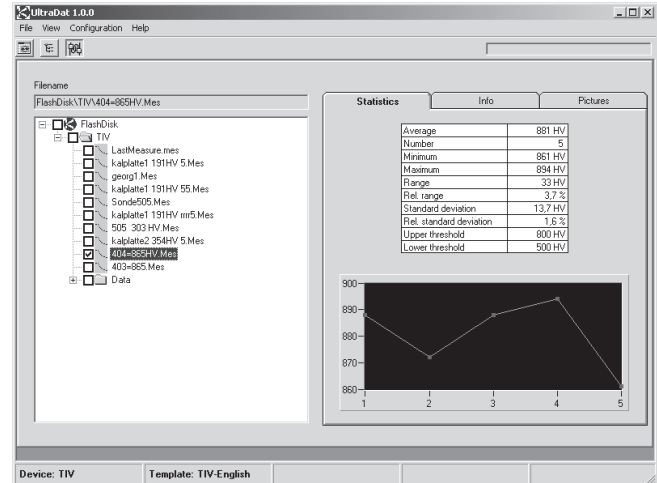 UltraDat 1.0.0
File View Configuration Help
Filename
FlashDisk\TIV\404=865HV.Mes
FlashDisk
TIV
LastMeasure.mes
kalplatte1 191HV 5.Mes
georg1.Mes
kalplatte1 191HV 55.Mes
Sonde505.Mes
kalplatte1 191HV rrrr5.Mes
505 303 HV.Mes
kalplatte2 354HV 5.Mes
404=865HV.Mes
403=865.Mes
Data
Statistics Info Pictures
Average 881 HV
Number 5
Minimum 861 HV
Maximum 894 HV
Range 33 HV
Rel. range 3,7 %
Standard deviation 13,7 HV
Rel. standard deviation 1,6 %
Upper threshold 800 HV
Lower threshold 500 HV
900
890
880
870
860
1 2 3 4 5
Device: TIV Template: TIV-English